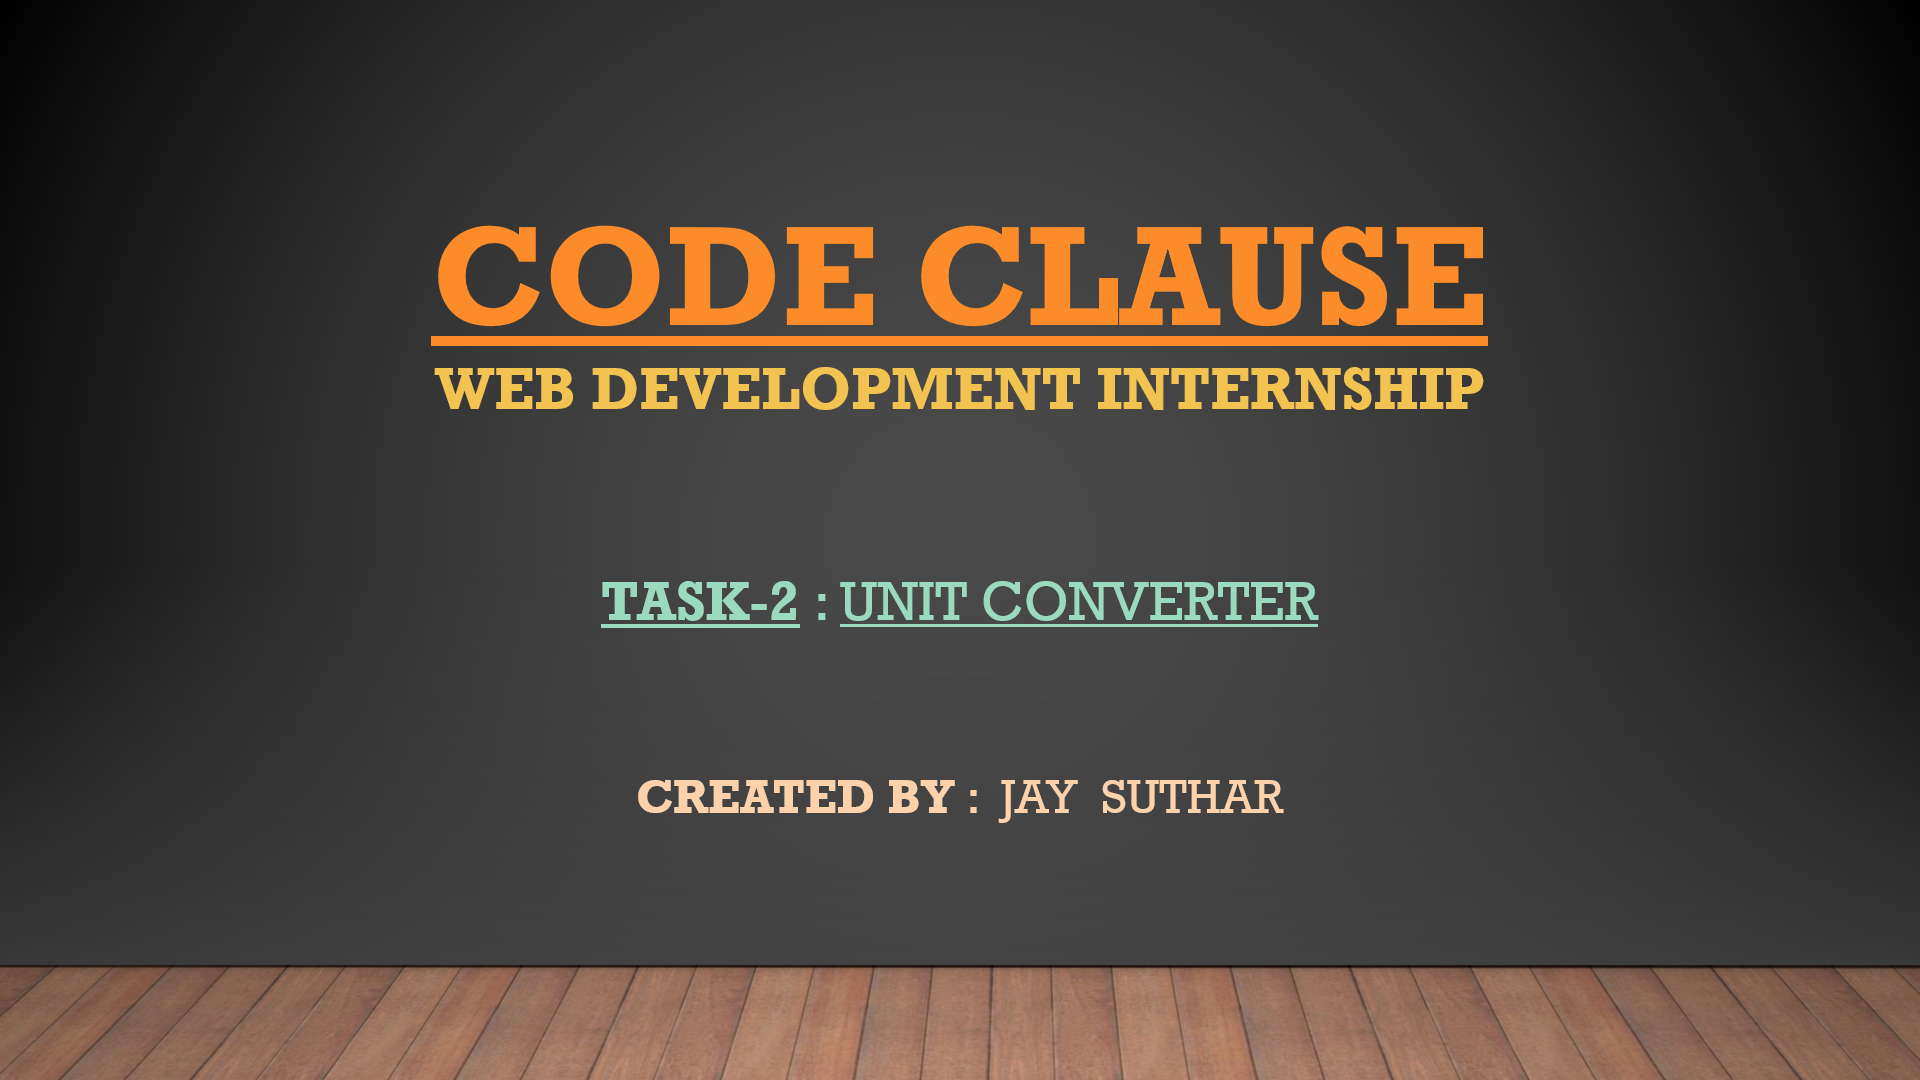 CODE CLAUSE
WEB DEVELOPMENT INTERNSHIP
TASK-2 : UNIT CONVERTER
CREATED BY : JAY SUTHAR